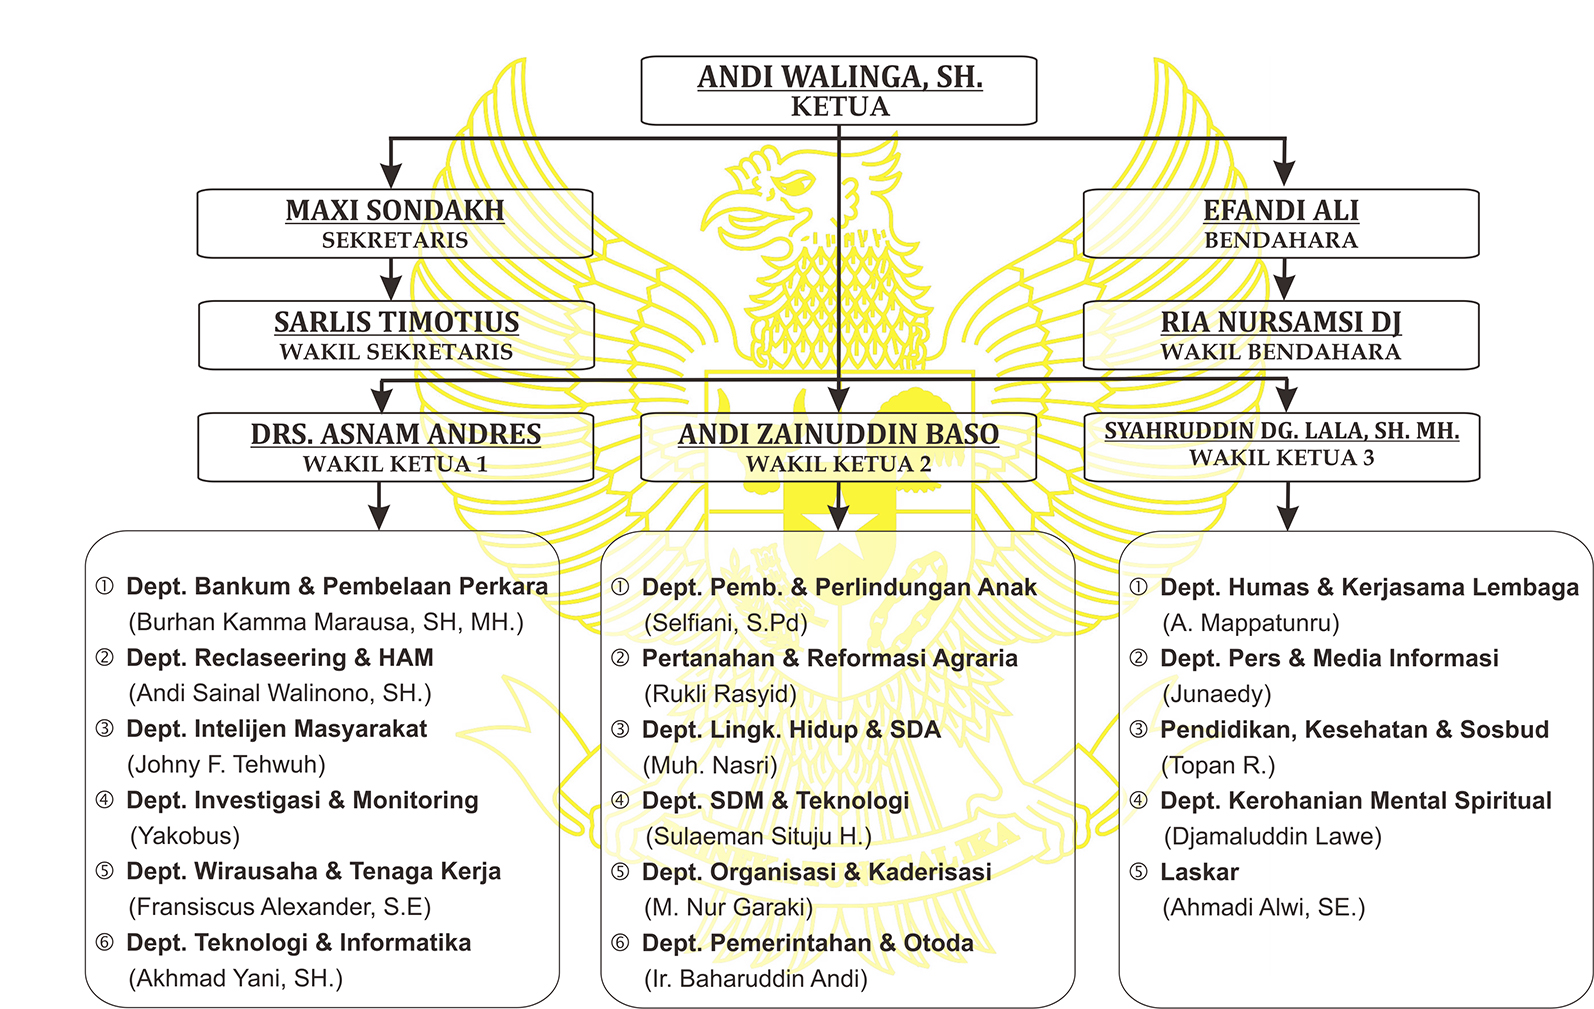 ANDI WALINGA, SH.
KETUA
MAXI SONDAKH
SEKRETARIS
EFANDI ALI
BENDAHARA
SARLIS TIMOTIUS
WAKIL SEKRETARIS
RIA NURSAMSI DJ
WAKIL BENDAHARA
DRS. ASNAM ANDRES
WAKIL KETUA 1
ANDI ZAINUDDIN BASO
WAKIL KETUA 2
SYAHRUDDIN DG. LALA, SH. MH.
WAKIL KETUA 3
① Dept. Bankum & Pembelaan Perkara
(Burhan Kamma Marausa, SH, MH.)
② Dept. Reclaseering & HAM
(Andi Sainal Walinono, SH.)
③ Dept. Intelijen Masyarakat
(Johny F. Tehwuh)
④ Dept. Investigasi & Monitoring
(Yakobus)
⑤ Dept. Wirausaha & Tenaga Kerja
(Fransiscus Alexander, S.E)
⑥ Dept. Teknologi & Informatika
(Akhmad Yani, SH.)
① Dept. Pemb. & Perlindungan Anak
(Selfiani, S.Pd)
② Pertanahan & Reformasi Agraria
(Rukli Rasyid)
③ Dept. Lingk. Hidup & SDA
(Muh. Nasri)
④ Dept. SDM & Teknologi
(Sulaeman Situju H.)
⑤ Dept. Organisasi & Kaderisasi
(M. Nur Garaki)
⑥ Dept. Pemerintahan & Otoda
(Ir. Baharuddin Andi)
① Dept. Humas & Kerjasama Lembaga
(A. Mappatunru)
② Dept. Pers & Media Informasi
(Junaedy)
③ Pendidikan, Kesehatan & Sosbud
(Topan R.)
④ Dept. Kerohanian Mental Spiritual
(Djamaluddin Lawe)
⑤ Laskar
(Ahmadi Alwi, SE.)